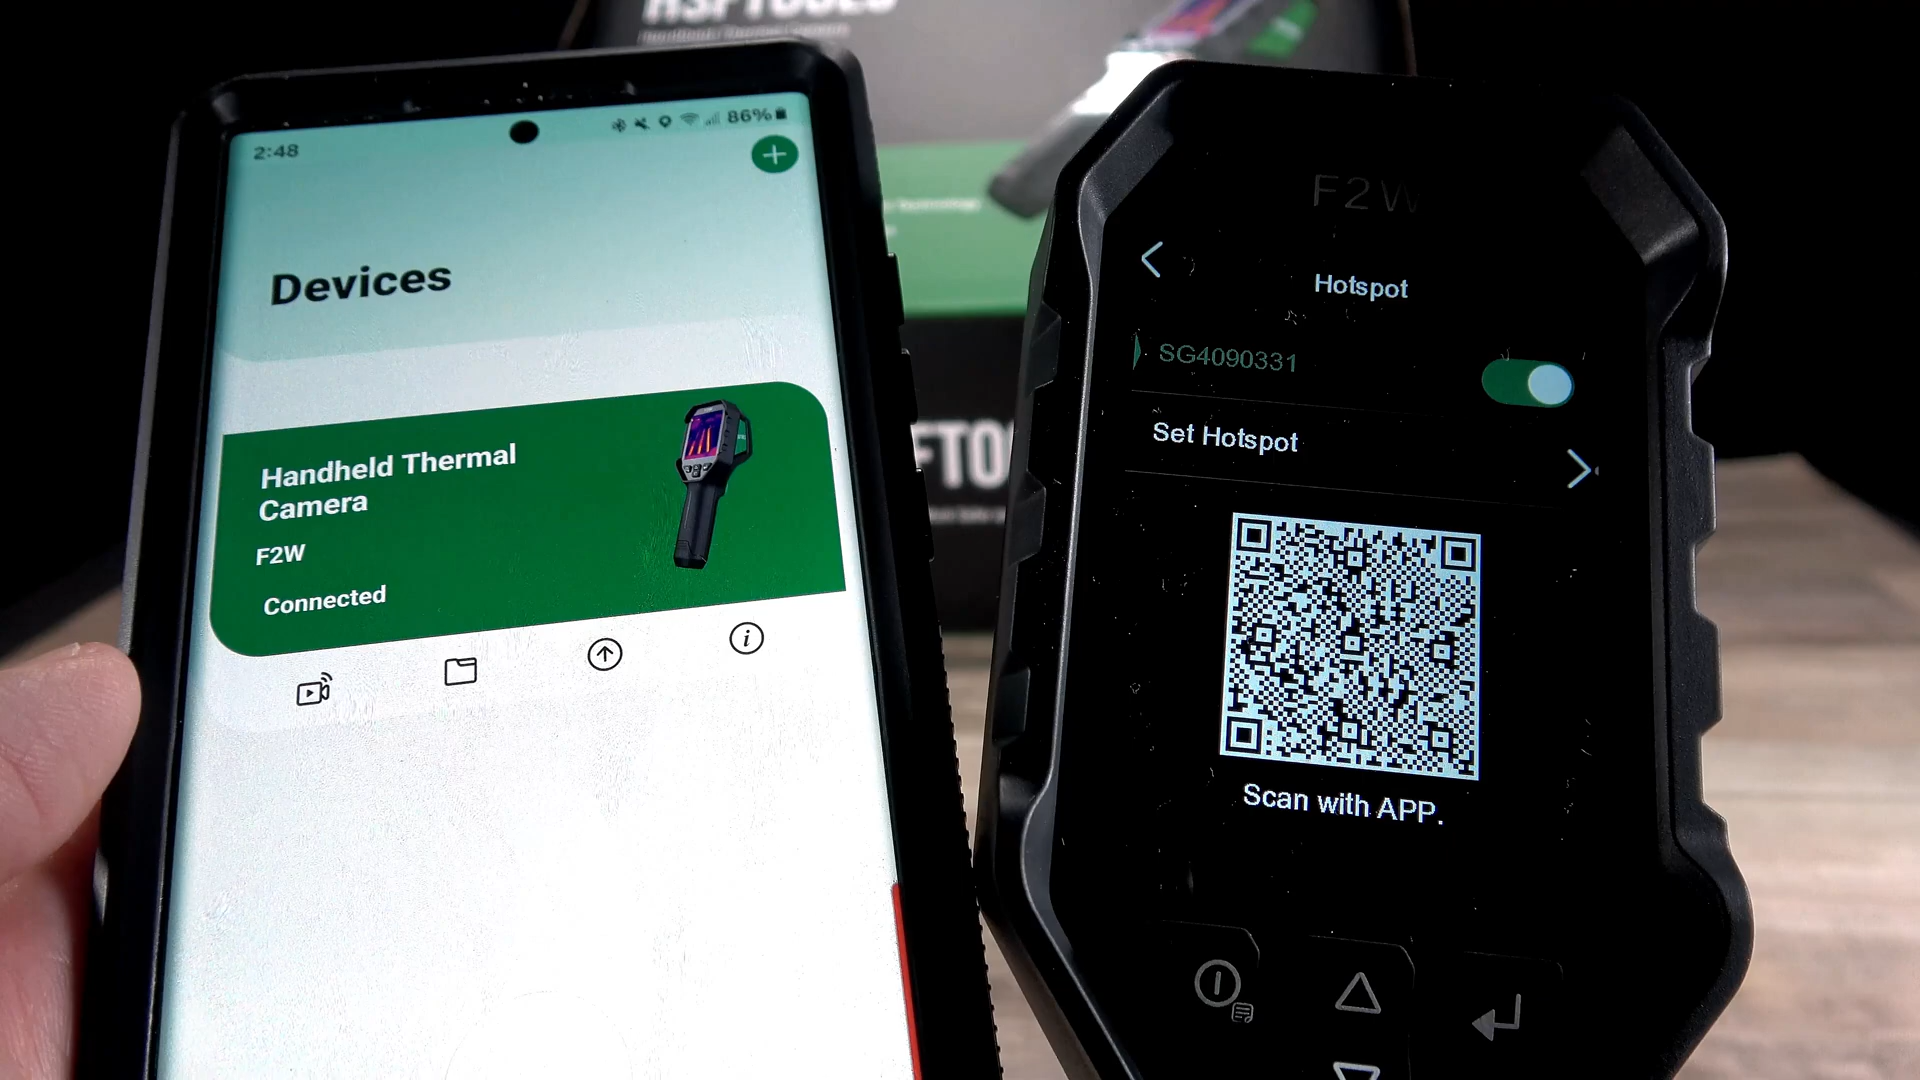 2:48
86%
Devices
Handheld Thermal
Camera
F2W
Connected
F2W
Hotspot
SG4090331
Set Hotspot
Scan with APP.